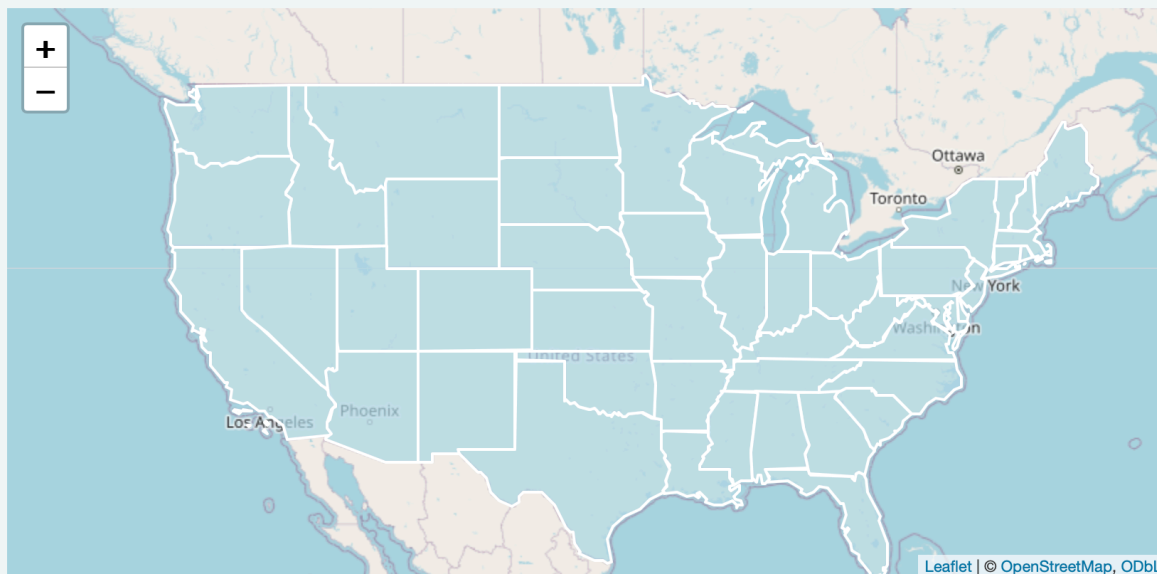 +
−
Ottawa
Toronto
New York
Washington
United States
Phoenix
Los Angeles
Leaflet | © OpenStreetMap, ODbL